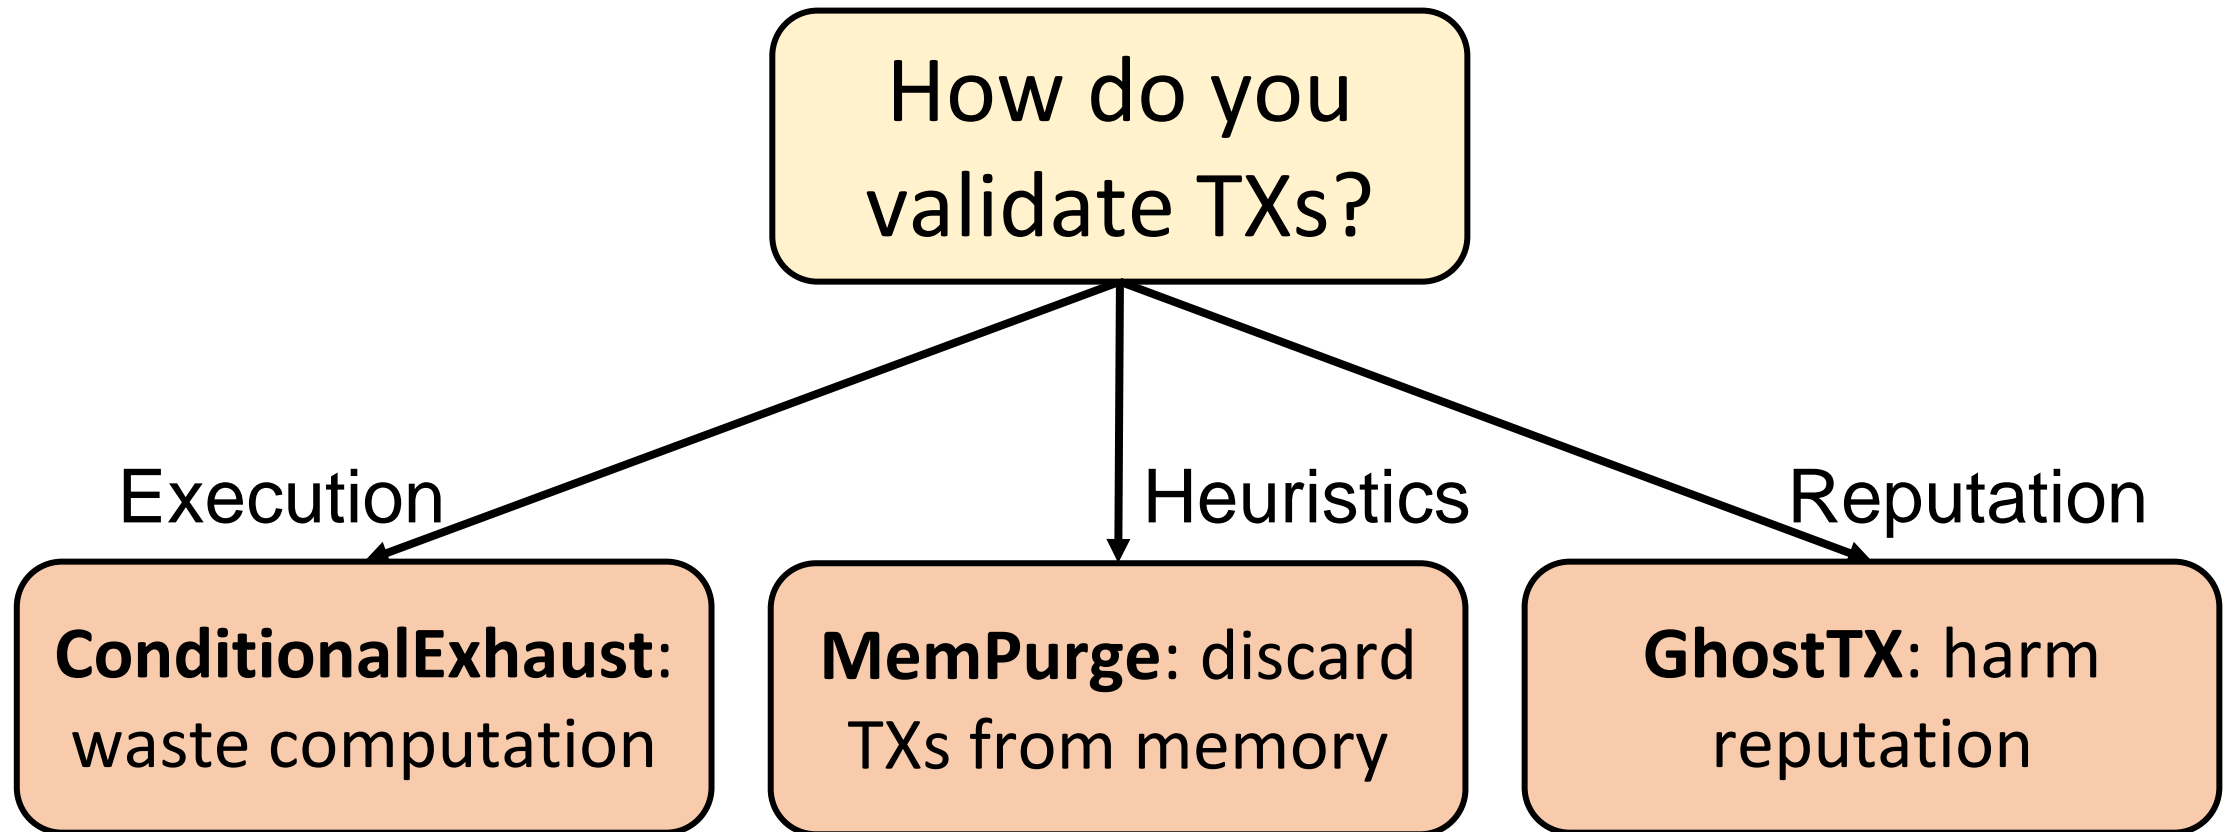 How do you
validate TXs?
Execution
Heuristics
Reputation
ConditionalExhaust:
waste computation
MemPurge: discard
TXs from memory
GhostTX: harm
reputation